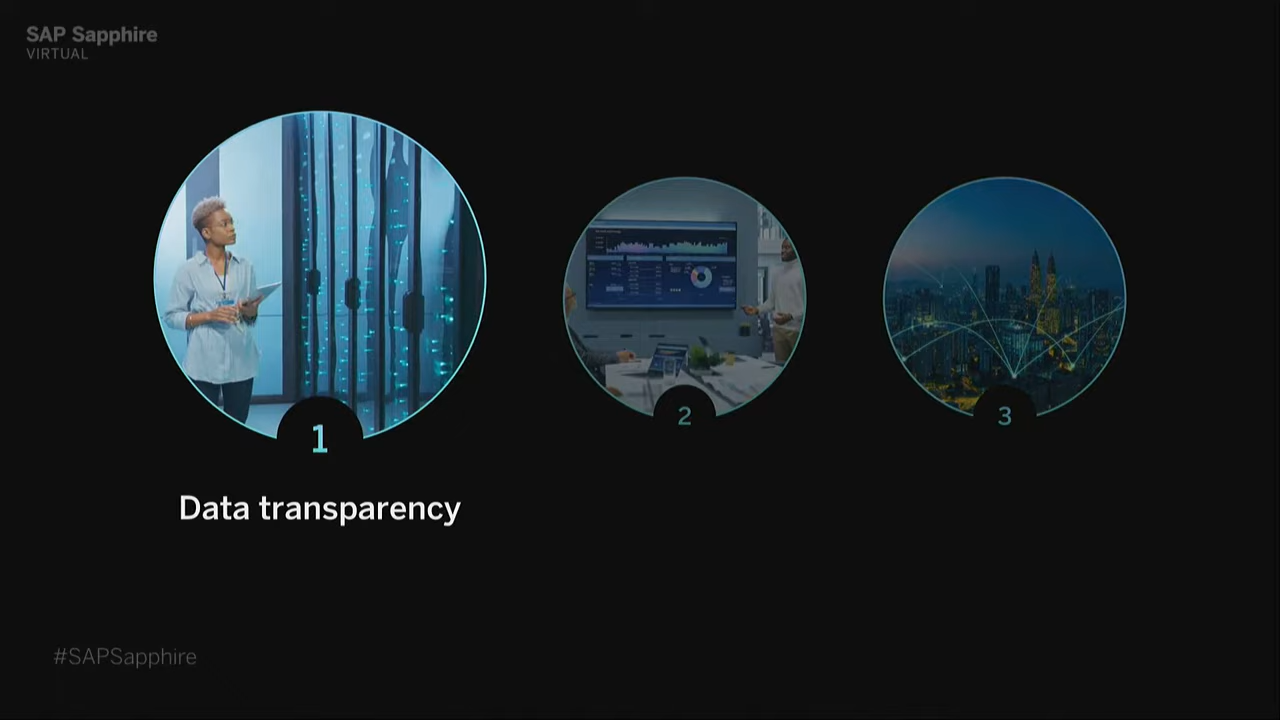 SAP Sapphire
VIRTUAL
1
2
3
Data transparency
#SAPSapphire